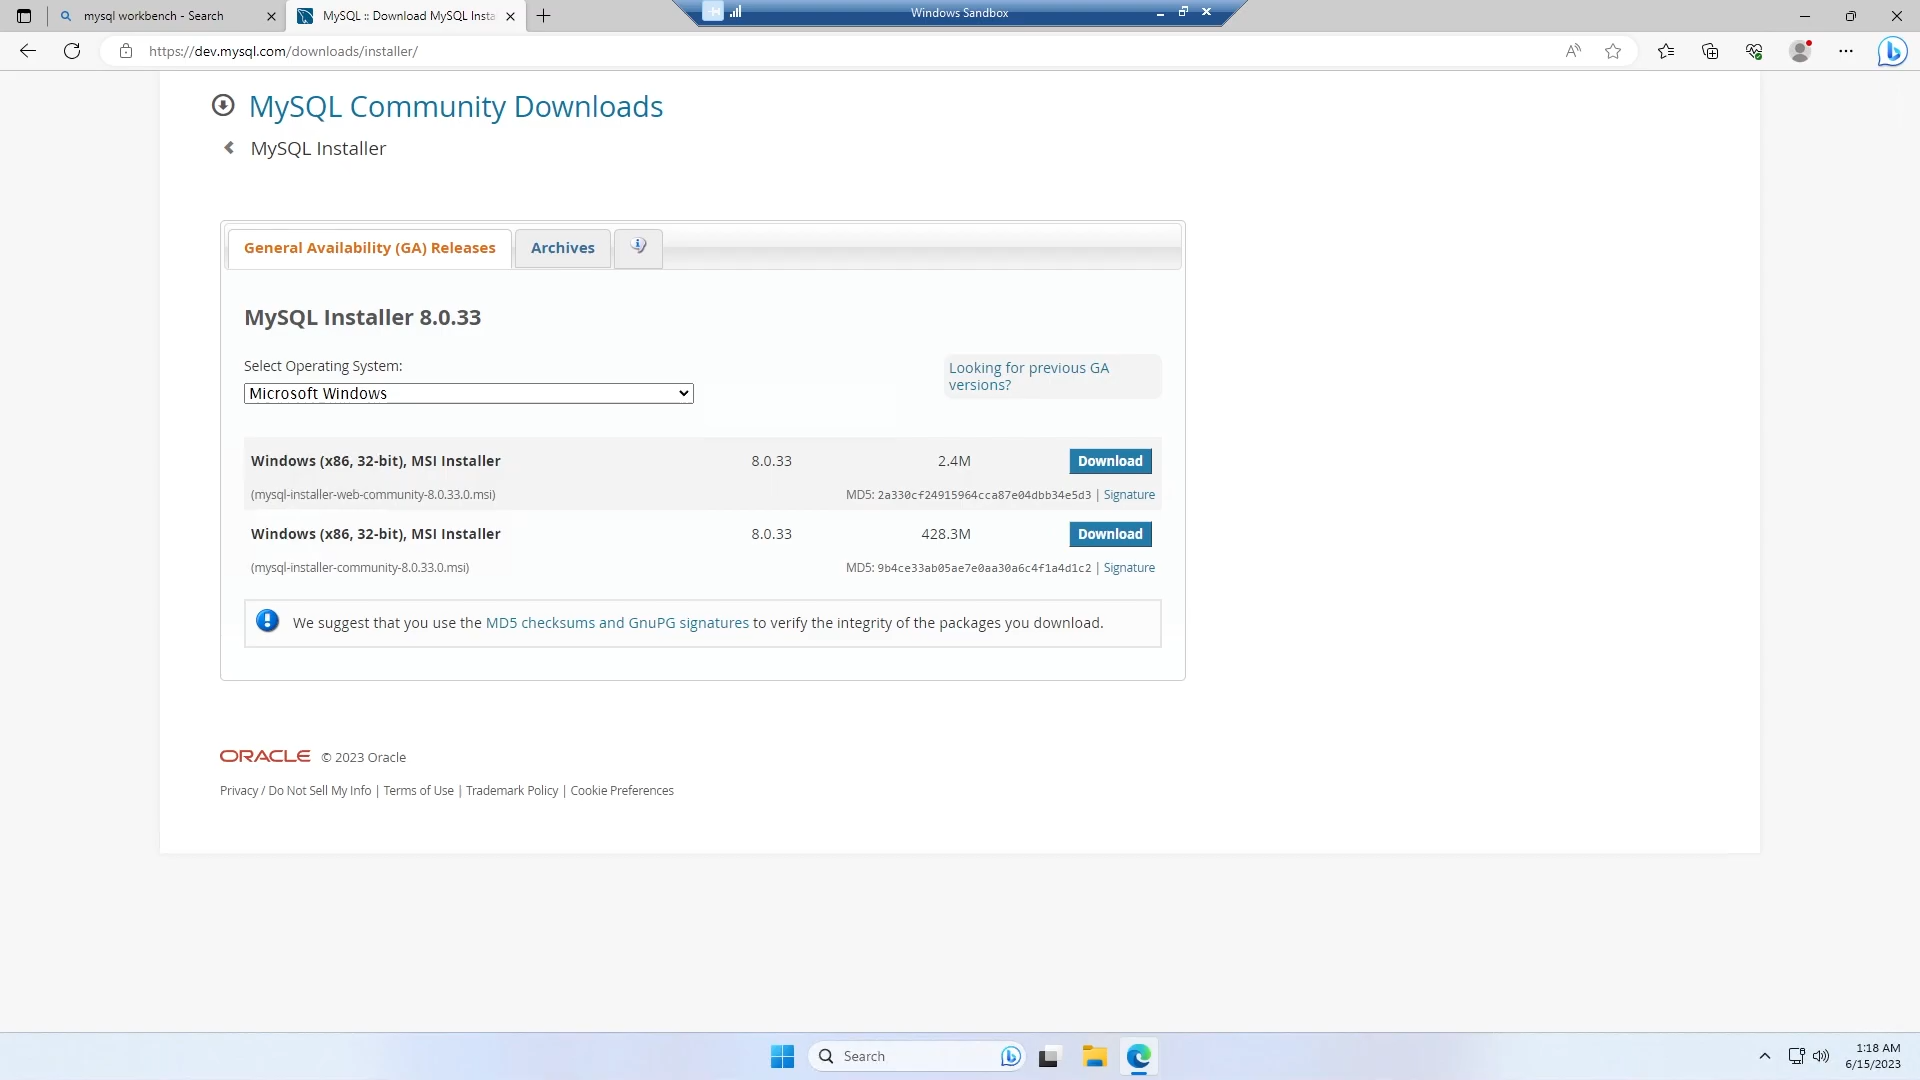 mysql workbench - Search
MySQL :: Download MySQL Insta
Windows Sandbox
https://dev.mysql.com/downloads/installer/
MySQL Community Downloads
MySQL Installer
General Availability (GA) Releases
Archives
MySQL Installer 8.0.33
Select Operating System:
Microsoft Windows
Looking for previous GA
versions?
Windows (x86, 32-bit), MSI Installer 8.0.33 2.4M Download
(mysql-installer-web-community-8.0.33.0.msi) MD5: 2a330cf24915964cca87e04dbb34e5d3 | Signature
Windows (x86, 32-bit), MSI Installer 8.0.33 428.3M Download
(mysql-installer-community-8.0.33.0.msi) MD5: 9b4ce33ab05ae7e0aa30a6c4f1a4d1c2 | Signature
We suggest that you use the MD5 checksums and GnuPG signatures to verify the integrity of the packages you download.
ORACLE © 2023 Oracle
Privacy / Do Not Sell My Info | Terms of Use | Trademark Policy | Cookie Preferences
Search
1:18 AM
6/15/2023